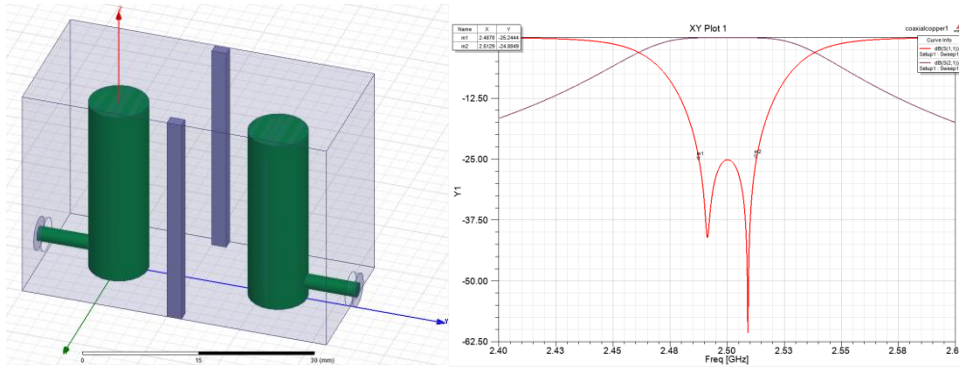 XY Plot 1
coaxialcopper1
Name X Y
m1 2.4878 -25.2444
m2 2.5129 -24.8849
Curve Info
dB(S(1,1))
Setup1 : Sweep1
dB(S(2,1))
Setup1 : Sweep1
-12.50
-25.00
-37.50
-50.00
-62.50
Y1
m1
m2
2.40
2.43
2.45
2.48
2.50
2.53
2.55
2.58
2.6
Freq [GHz]
0
15
30 (mm)